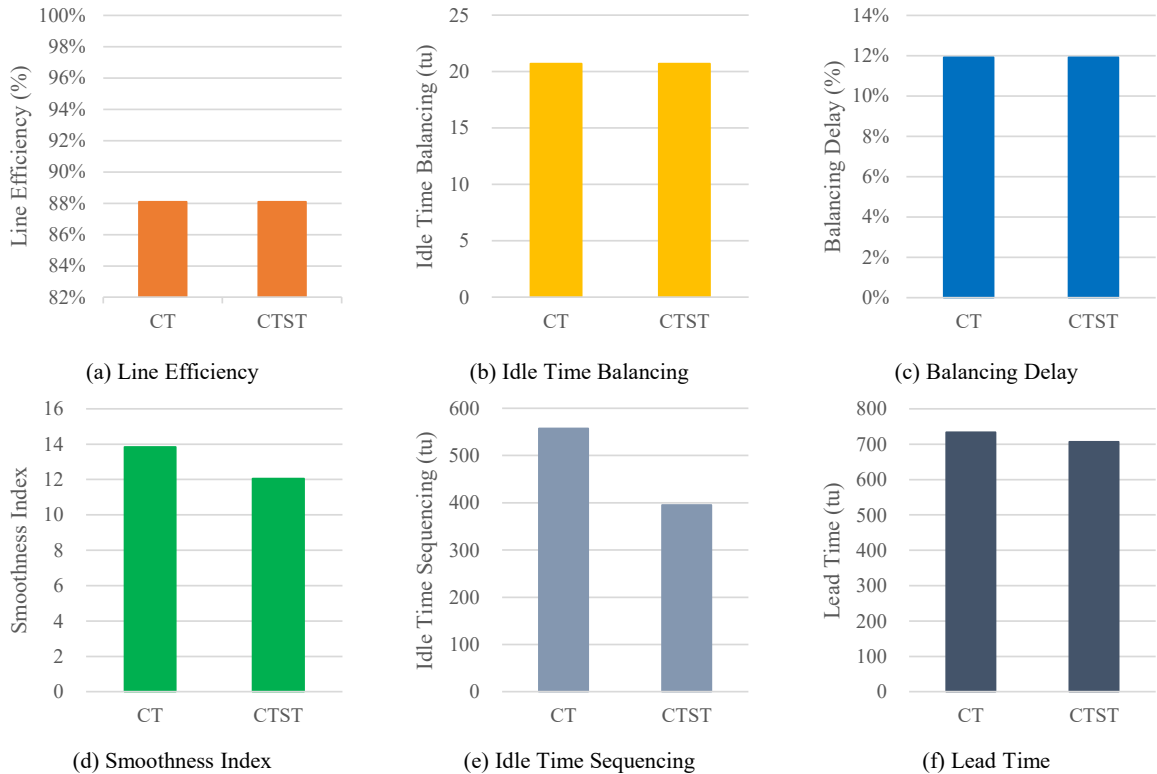 Line Efficiency (%)
100%
98%
96%
94%
92%
90%
88%
86%
84%
82%
CT CTST
(a) Line Efficiency
Idle Time Balancing (tu)
25
20
15
10
5
0
CT CTST
(b) Idle Time Balancing
Balancing Delay (%)
14%
12%
10%
8%
6%
4%
2%
0%
CT CTST
(c) Balancing Delay
Smoothness Index
16
14
12
10
8
6
4
2
0
CT CTST
(d) Smoothness Index
Idle Time Sequencing (tu)
600
500
400
300
200
100
0
CT CTST
(e) Idle Time Sequencing
Lead Time (tu)
800
700
600
500
400
300
200
100
0
CT CTST
(f) Lead Time